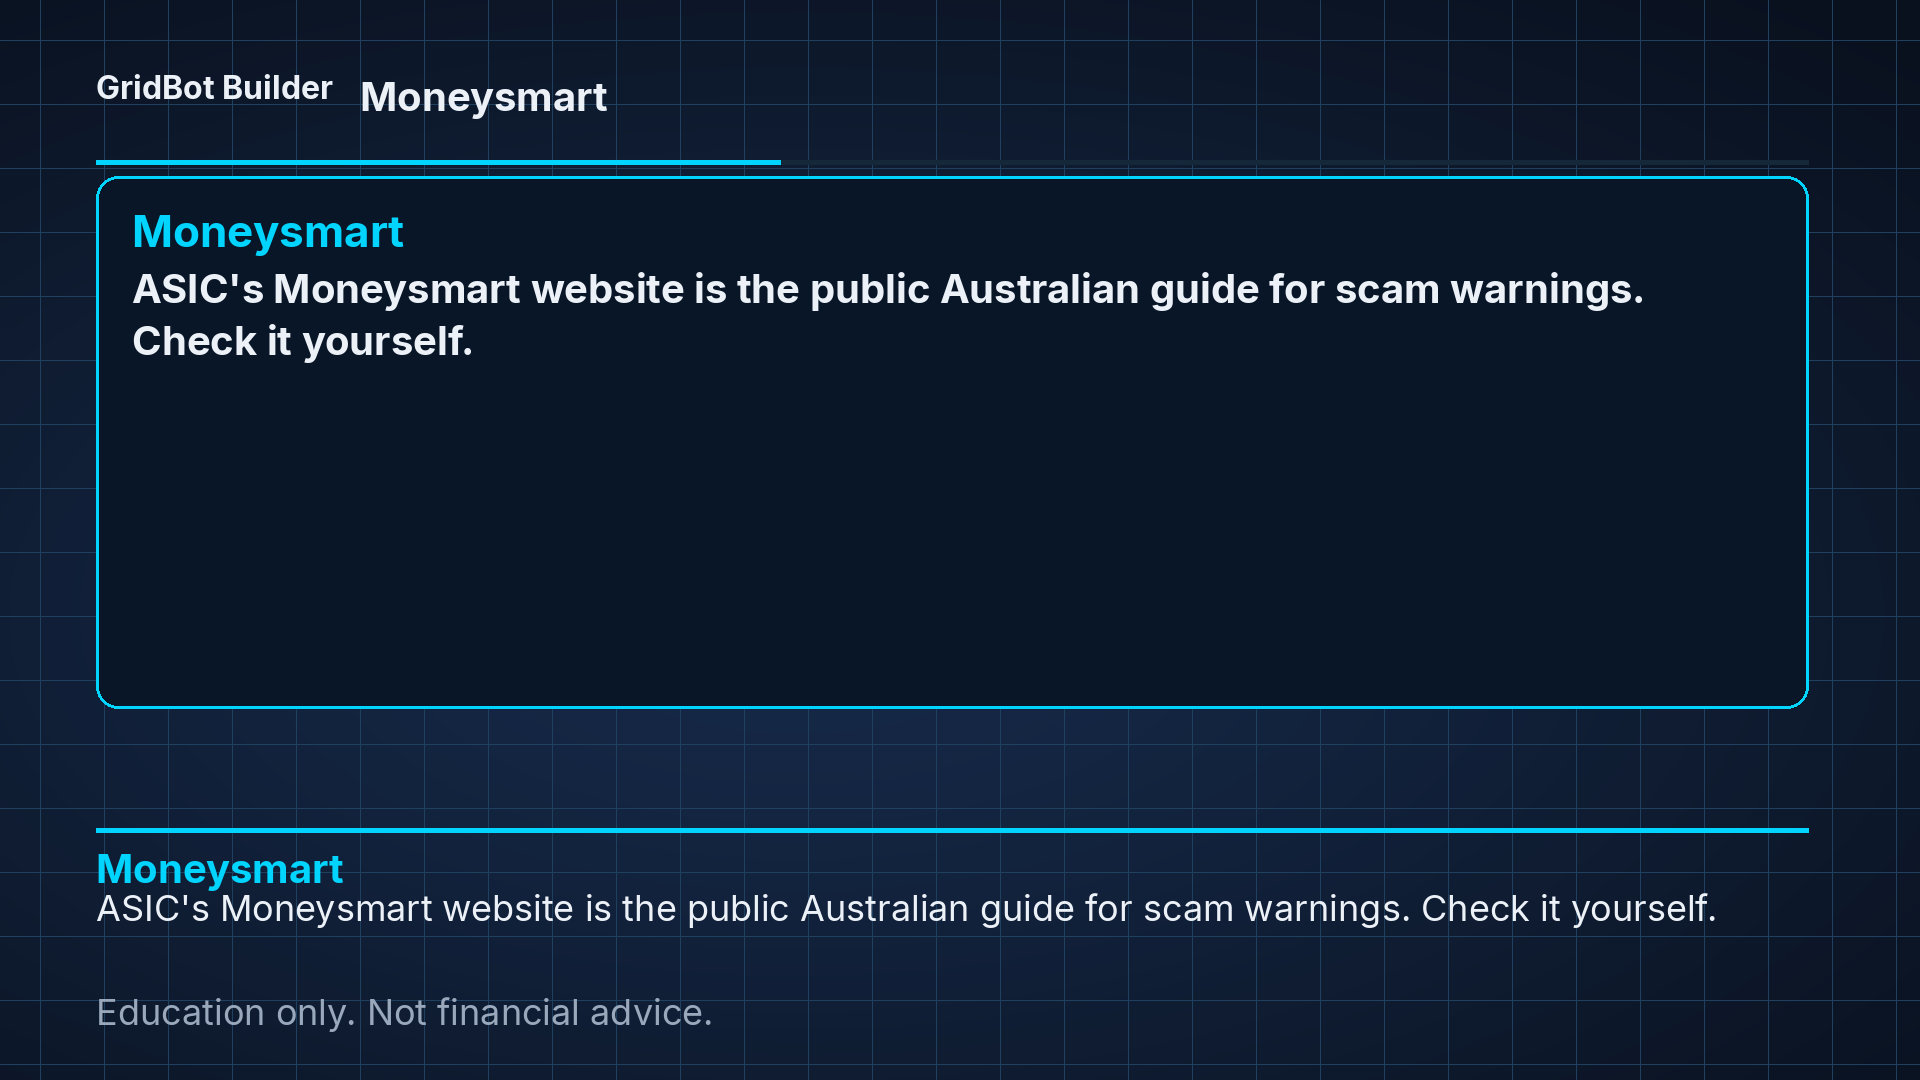 GridBot Builder Moneysmart
Moneysmart
ASIC's Moneysmart website is the public Australian guide for scam warnings.
Check it yourself.
Moneysmart
ASIC's Moneysmart website is the public Australian guide for scam warnings. Check it yourself.
Education only. Not financial advice.